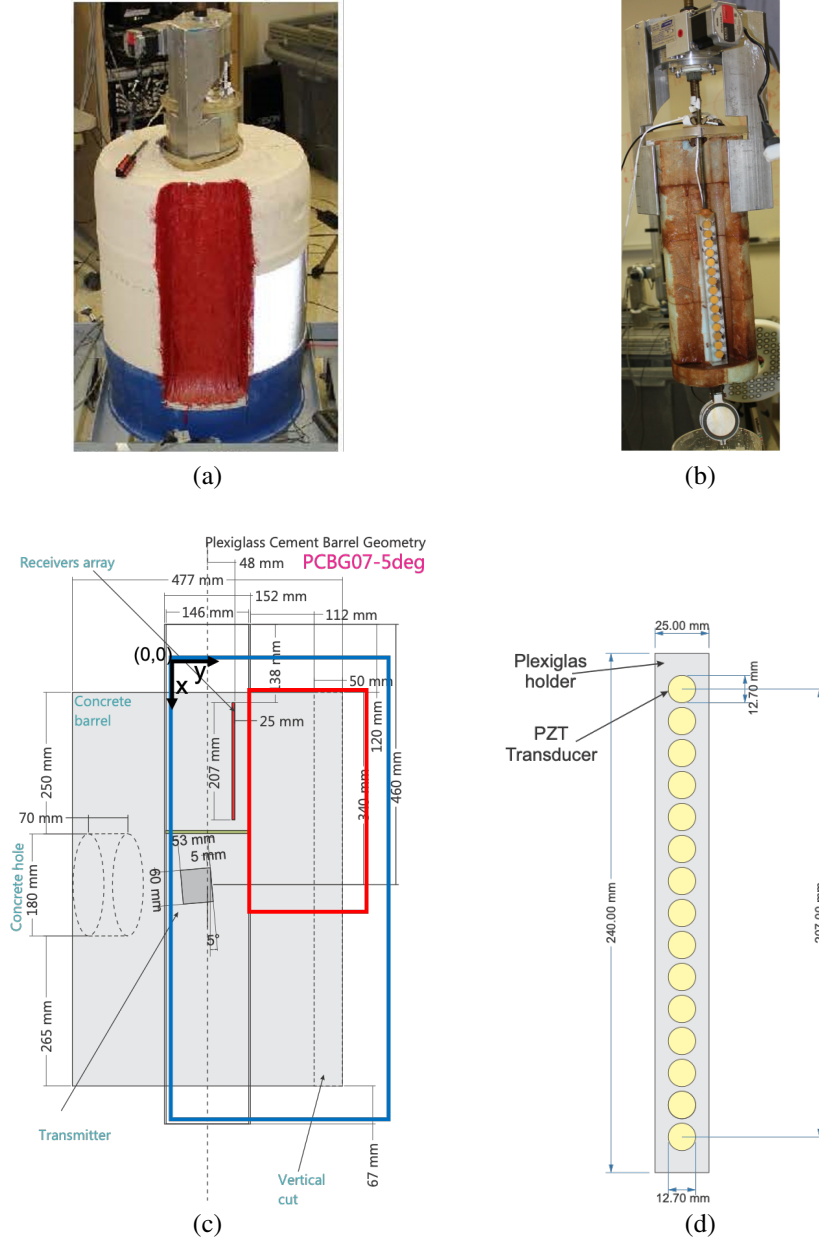 (a)
(b)
Plexiglass Cement Barrel Geometry
PCBG07-5deg
Receivers array
48 mm
477 mm
152 mm
146 mm
112 mm
(0,0)
y
x
138 mm
50 mm
Concrete
barrel
25 mm
120 mm
207 mm
250 mm
340 mm
460 mm
70 mm
53 mm
5 mm
60 mm
Concrete hole
180 mm
5°
265 mm
Transmitter
67 mm
Vertical
cut
(c)
25.00 mm
Plexiglas
holder
12.70 mm
PZT
Transducer
240.00 mm
207.00 mm
12.70 mm
(d)